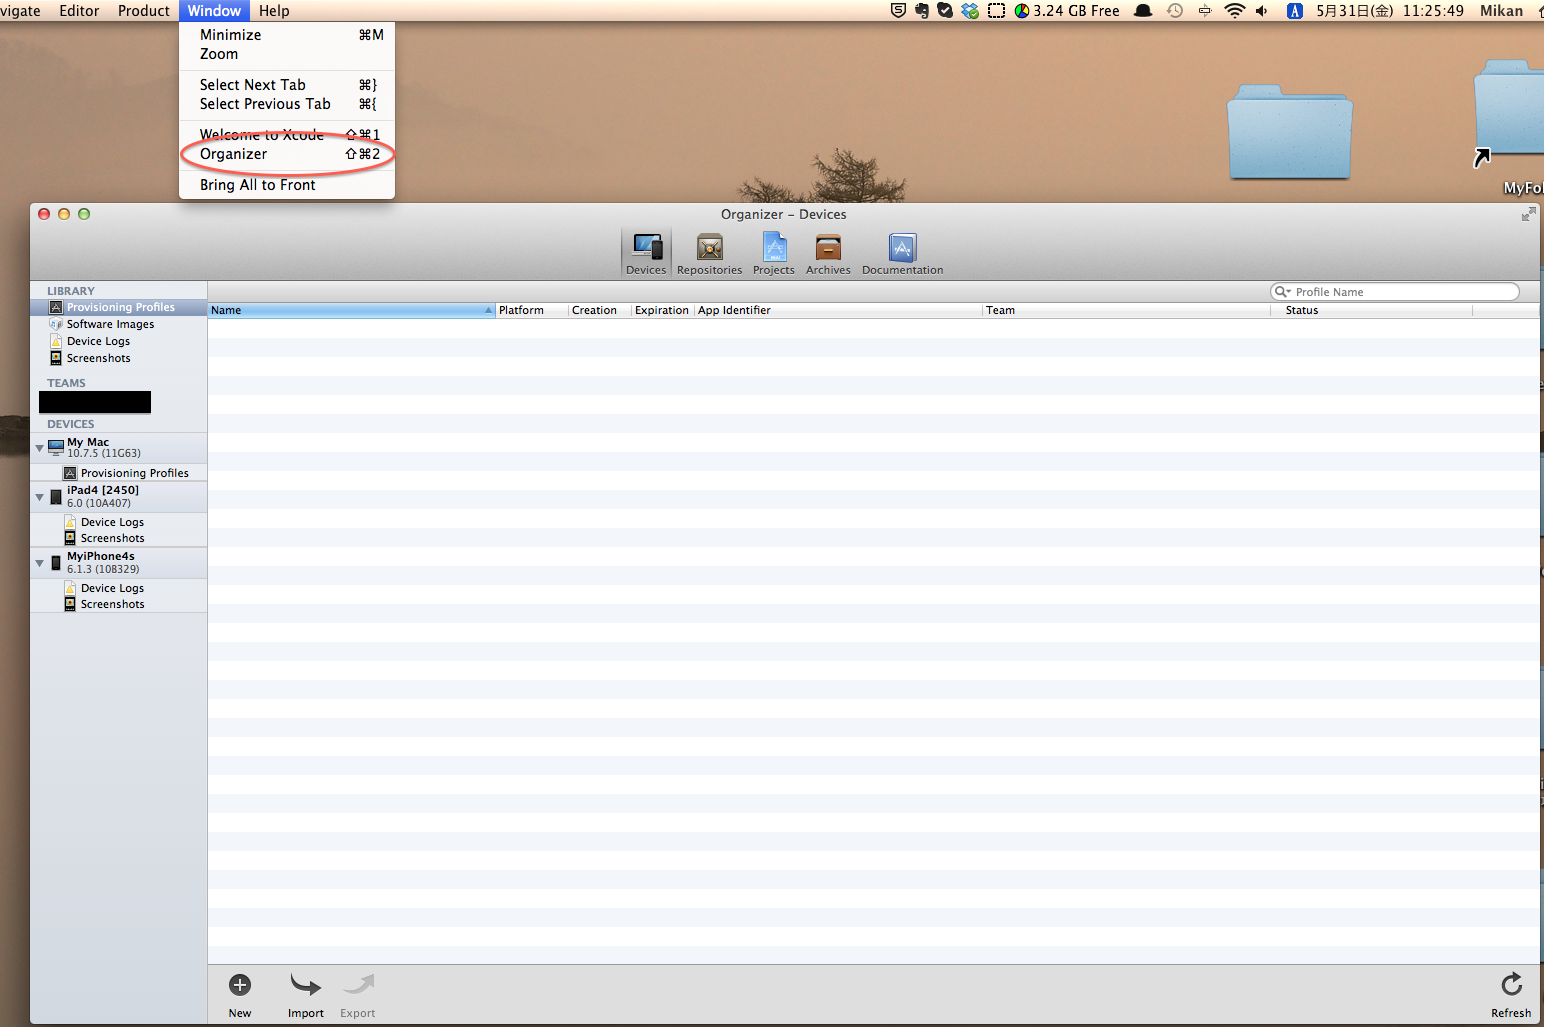 vigate Editor Product Window Help 3.24 GB Free A 5月31日(金) 11:25:49 Mikan
Minimize ⌘M
Zoom
Select Next Tab ⌘}
Select Previous Tab ⌘{
Welcome to Xcode ⇧⌘1
Organizer ⇧⌘2
Bring All to Front
MyFol
Organizer – Devices
Devices Repositories Projects Archives Documentation
LIBRARY
Provisioning Profiles
Software Images
Device Logs
Screenshots
TEAMS
DEVICES
My Mac
10.7.5 (11G63)
Provisioning Profiles
iPad4 [2450]
6.0 (10A407)
Device Logs
Screenshots
MyiPhone4s
6.1.3 (10B329)
Device Logs
Screenshots
Profile Name
Name Platform Creation Expiration App Identifier Team Status
New Import Export Refresh